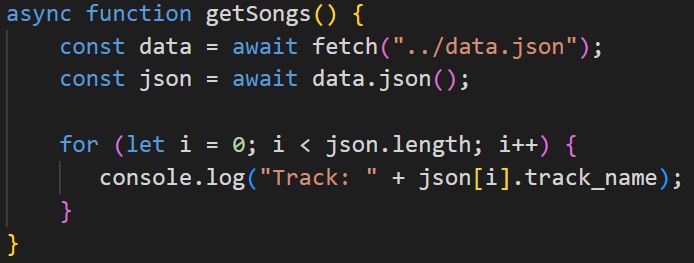 async function getSongs() {
    const data = await fetch("../data.json");
    const json = await data.json();

    for (let i = 0; i < json.length; i++) {
       console.log("Track: " + json[i].track_name);
    }
}